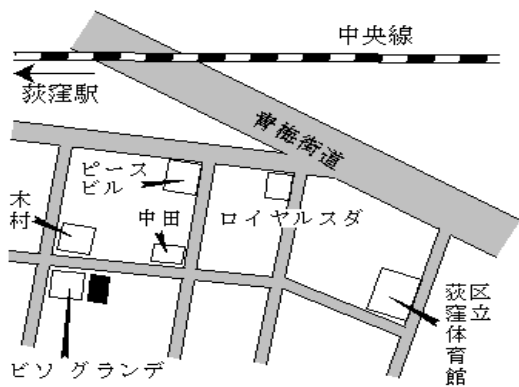 中央線
荻窪駅
青梅街道
ピース
ビル
木村
中田
ロイヤルスダ
区立
荻窪体育館
ビソ グランデ